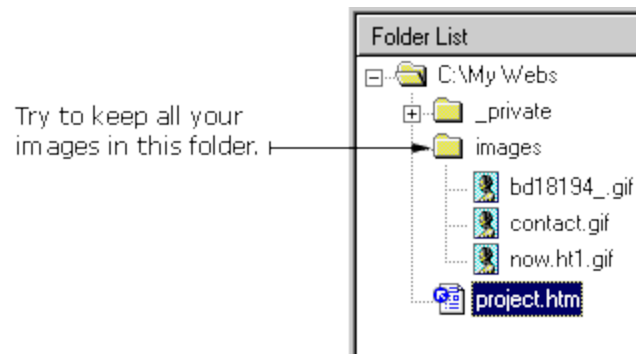 Folder List
C:\My Webs
_private
Try to keep all your
images in this folder.
images
bd18194_.gif
contact.gif
now.ht1.gif
project.htm